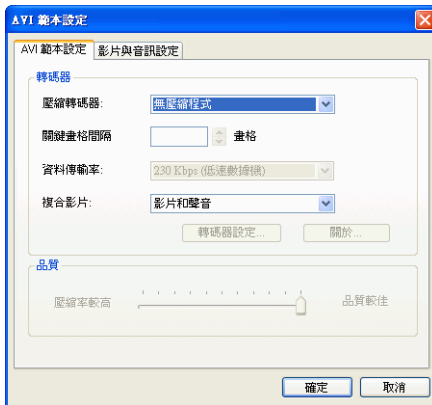 AVI 範本設定
AVI 範本設定 影片與音訊設定
轉碼器
壓縮轉碼器: 無壓縮程式
關鍵畫格間隔 畫格
資料傳輸率: 230 Kbps (低速數據機)
複合影片: 影片和聲音
轉碼器設定... 關於...
品質
壓縮率較高 品質較佳
確定 取消